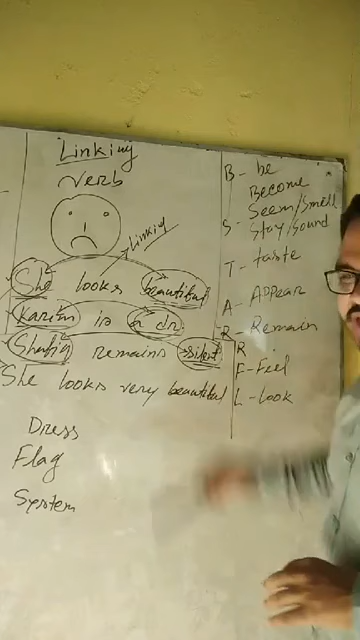 Linking
Verb
Linking
She looks beautiful
Karim is a dr
Shafiq remains silent
She looks very beautiful
Dress
Flag
System
B - be
Become
S - Seem/Smell
Stay/Sound
T - taste
A - Appear
R - Remain
R
F - Feel
L - look